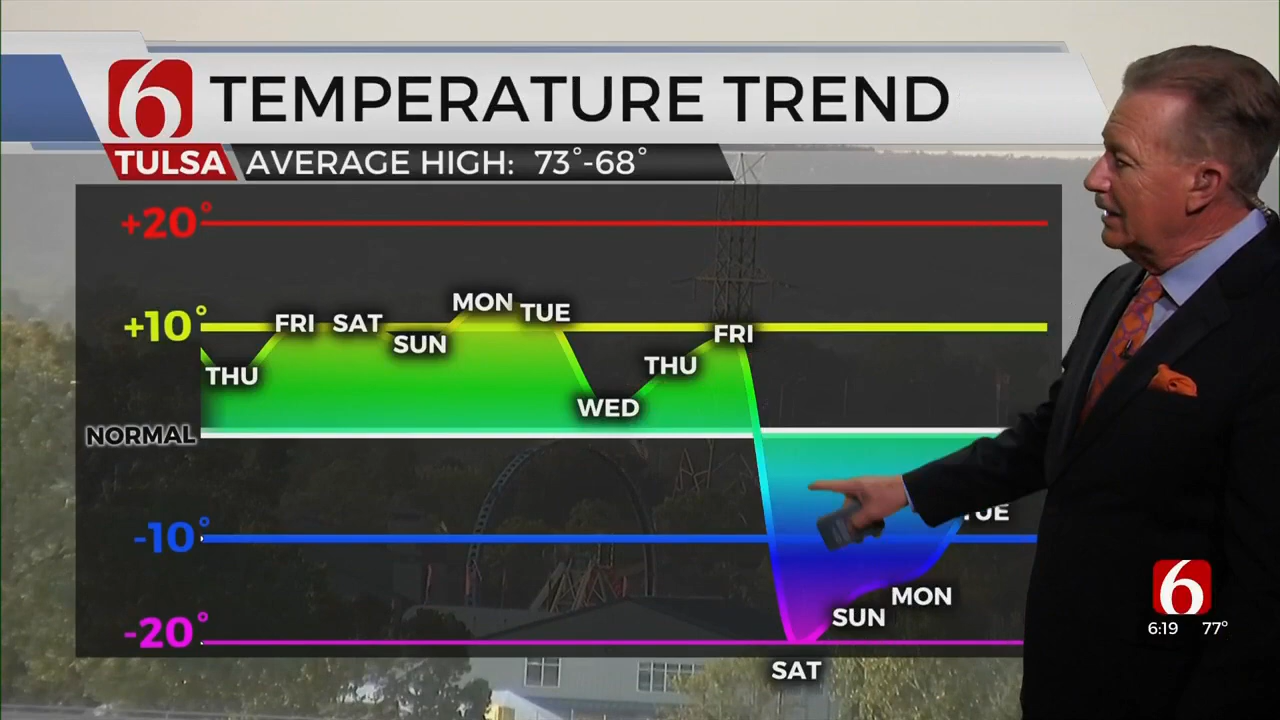 6 TEMPERATURE TREND
TULSA AVERAGE HIGH: 73°-68°
+20°
+10°
NORMAL
-10°
-20°
THU
FRI
SAT
SUN
MON
TUE
WED
THU
FRI
SAT
SUN
MON
TUE
6
6:19 77°